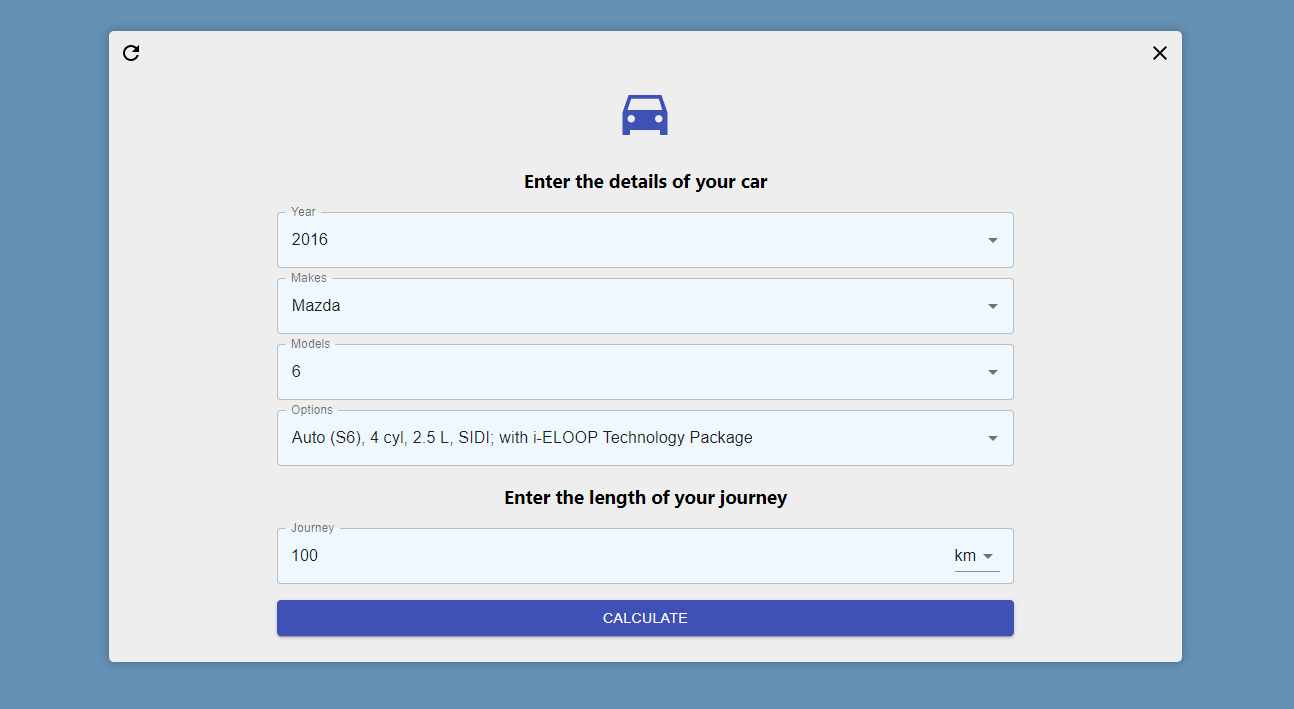 Enter the details of your car
Year
2016
Makes
Mazda
Models
6
Options
Auto (S6), 4 cyl, 2.5 L, SIDI; with i-ELOOP Technology Package
Enter the length of your journey
Journey
100 km
CALCULATE